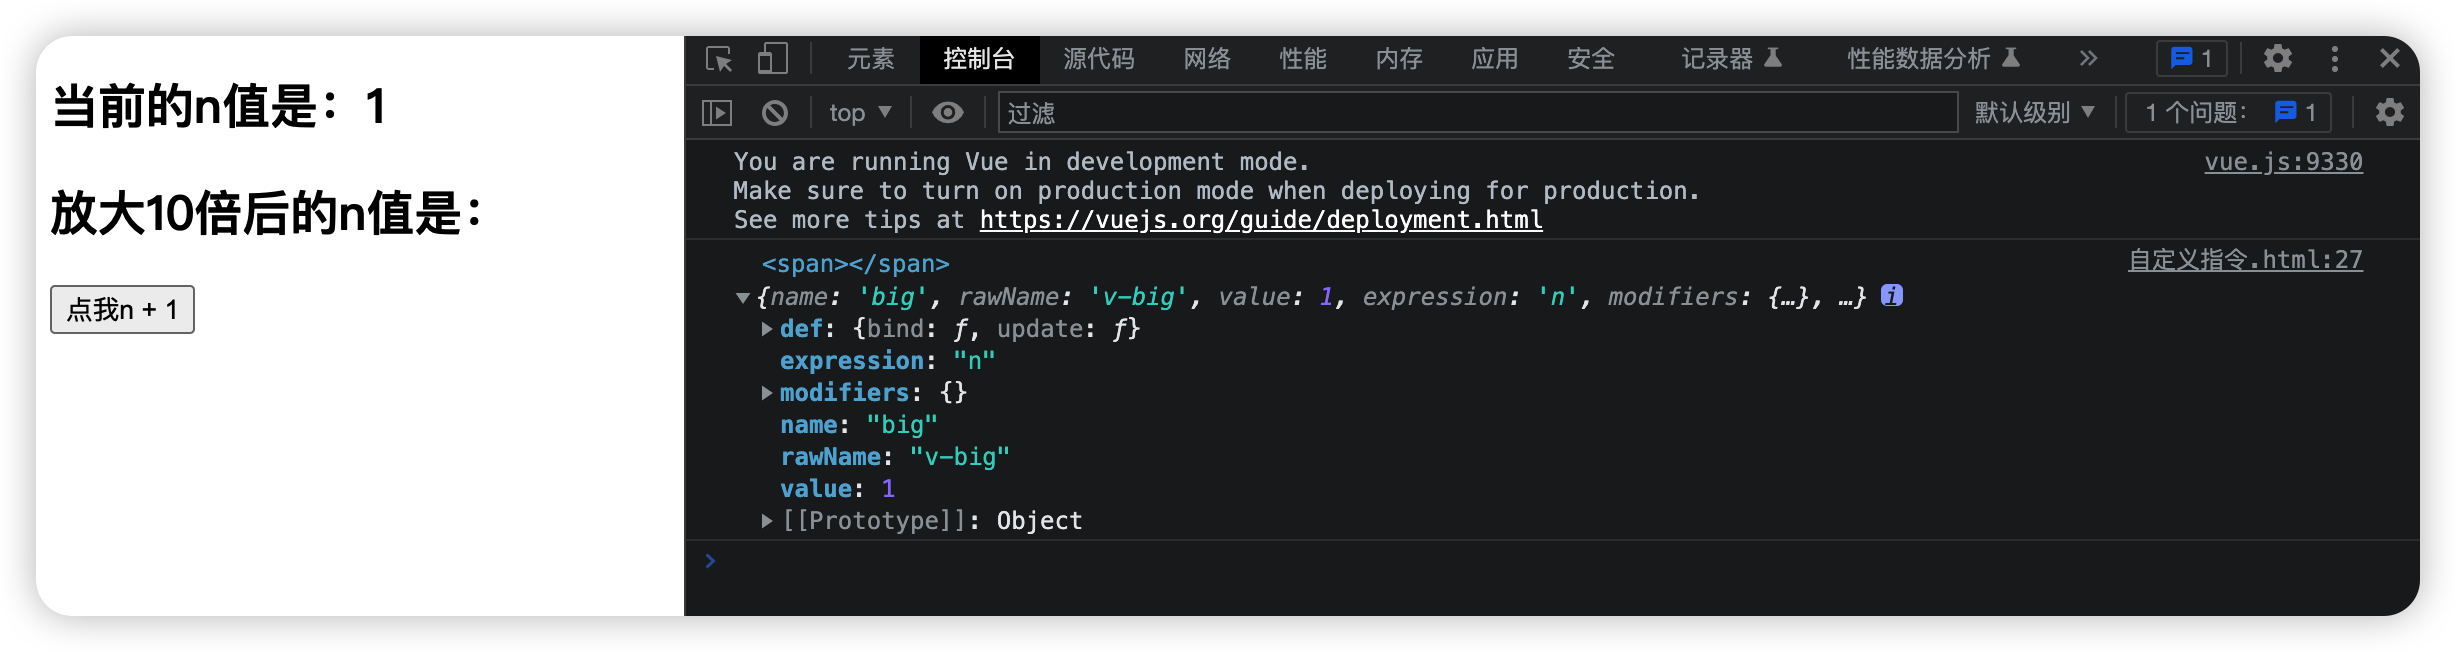 当前的n值是：1
放大10倍后的n值是：
点我n + 1
元素 控制台 源代码 网络 性能 内存 应用 安全 记录器 性能数据分析 » 1
top 过滤 默认级别 1 个问题： 1
You are running Vue in development mode. vue.js:9330
Make sure to turn on production mode when deploying for production.
See more tips at https://vuejs.org/guide/deployment.html
<span></span> 自定义指令.html:27
{name: 'big', rawName: 'v-big', value: 1, expression: 'n', modifiers: {…}, …} i
def: {bind: ƒ, update: ƒ}
expression: "n"
modifiers: {}
name: "big"
rawName: "v-big"
value: 1
[[Prototype]]: Object